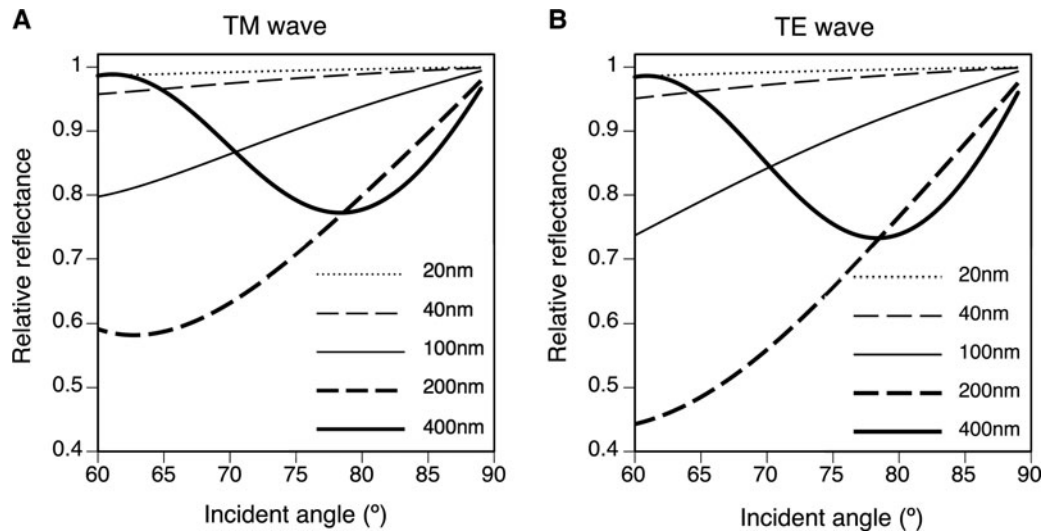 A
TM wave
Relative reflectance
1
0.9
0.8
0.7
0.6
0.5
0.4
60
65
70
75
80
85
90
20nm
40nm
100nm
200nm
400nm
Incident angle (º)
B
TE wave
Relative reflectance
1
0.9
0.8
0.7
0.6
0.5
0.4
60
65
70
75
80
85
90
20nm
40nm
100nm
200nm
400nm
Incident angle (º)